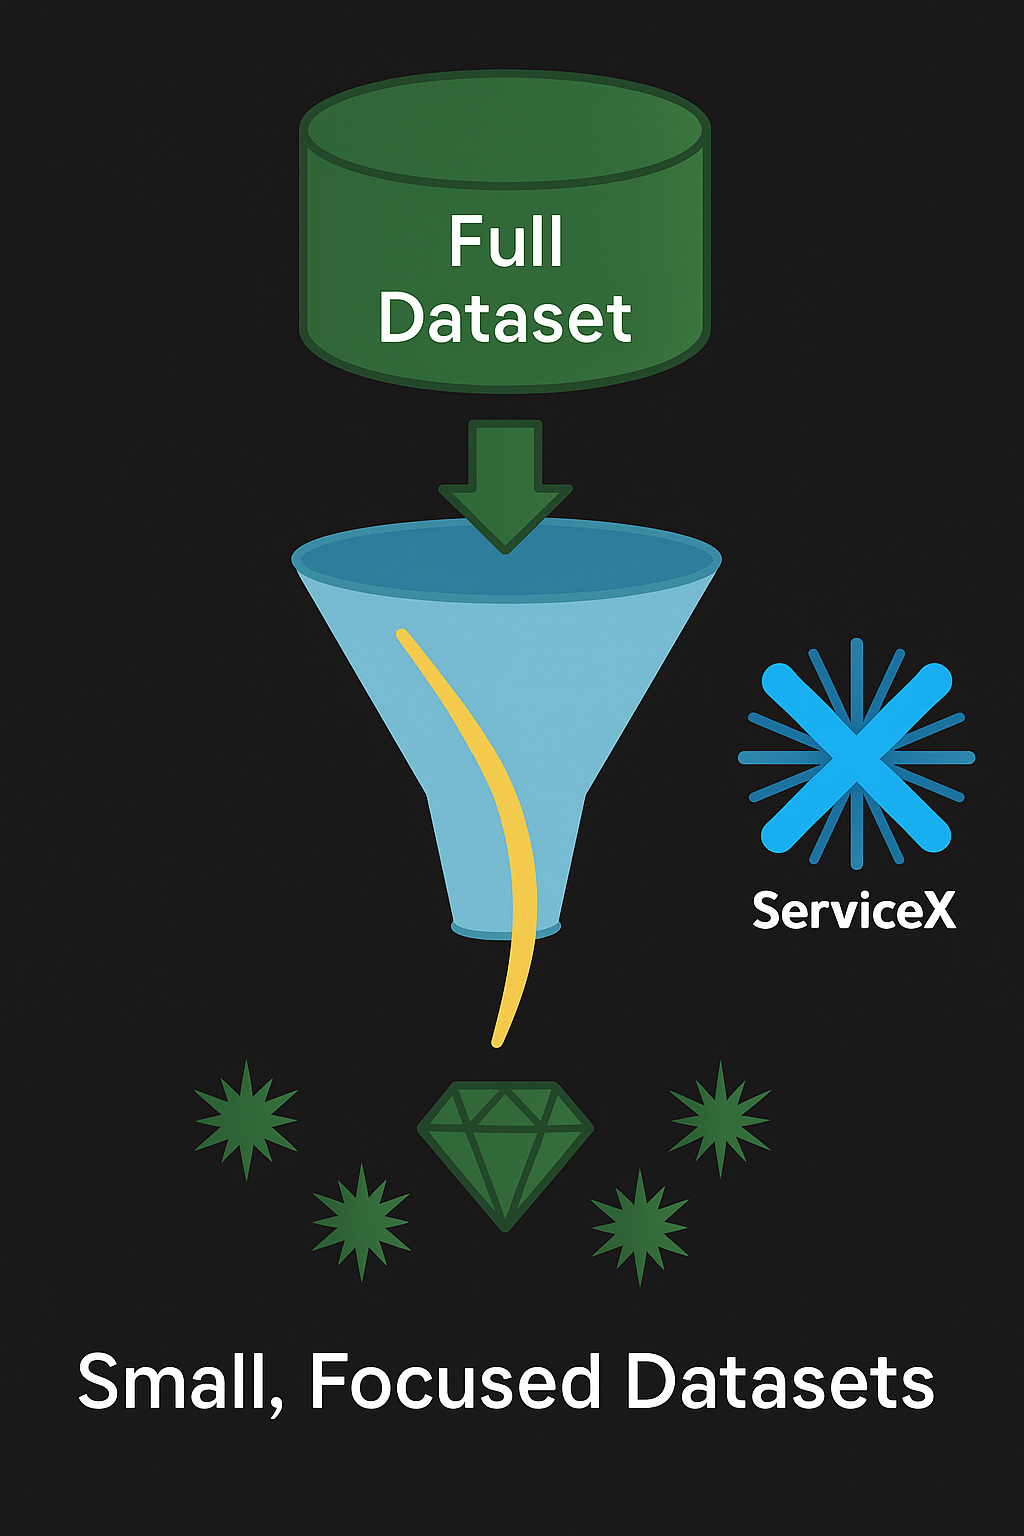 Full
Dataset
ServiceX
Small, Focused Datasets